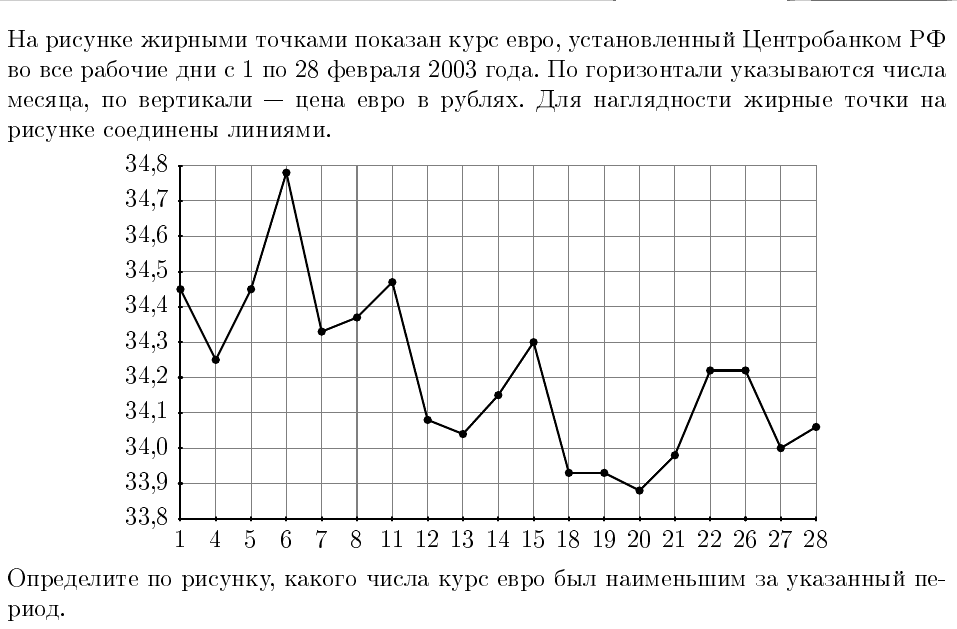 На рисунке жирными точками показан курс евро, установленный Центробанком РФ
во все рабочие дни с 1 по 28 февраля 2003 года. По горизонтали указываются числа
месяца, по вертикали — цена евро в рублях. Для наглядности жирные точки на
рисунке соединены линиями.
34,8
34,7
34,6
34,5
34,4
34,3
34,2
34,1
34,0
33,9
33,8
1 4 5 6 7 8 11 12 13 14 15 18 19 20 21 22 26 27 28
Определите по рисунку, какого числа курс евро был наименьшим за указанный пе-
риод.